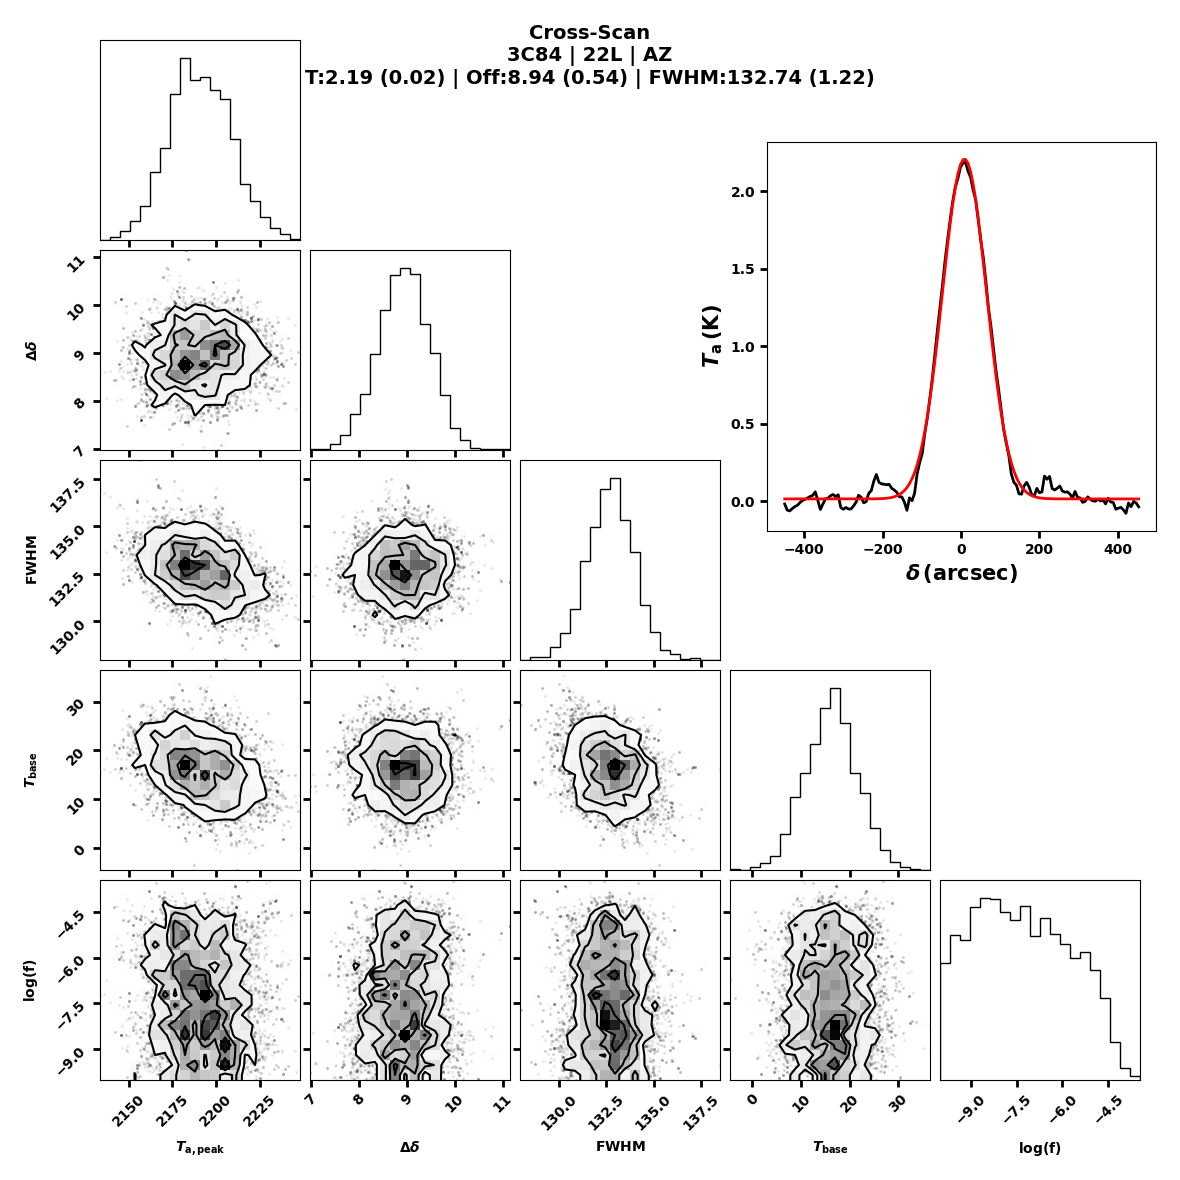 Cross-Scan
3C84 | 22L | AZ
T:2.19 (0.02) | Off:8.94 (0.54) | FWHM:132.74 (1.22)
2.0
1.5
1.0
0.5
0.0
Ta (K)
−400 −200 0 200 400
δ (arcsec)
11
10
9
8
7
Δδ
137.5
135.0
132.5
130.0
FWHM
30
20
10
0
Tbase
−4.5
−6.0
−7.5
−9.0
log(f)
2150 2175 2200 2225
7 8 9 10 11
130.0 132.5 135.0 137.5
0 10 20 30
−9.0 −7.5 −6.0 −4.5
Ta,peak Δδ FWHM Tbase log(f)